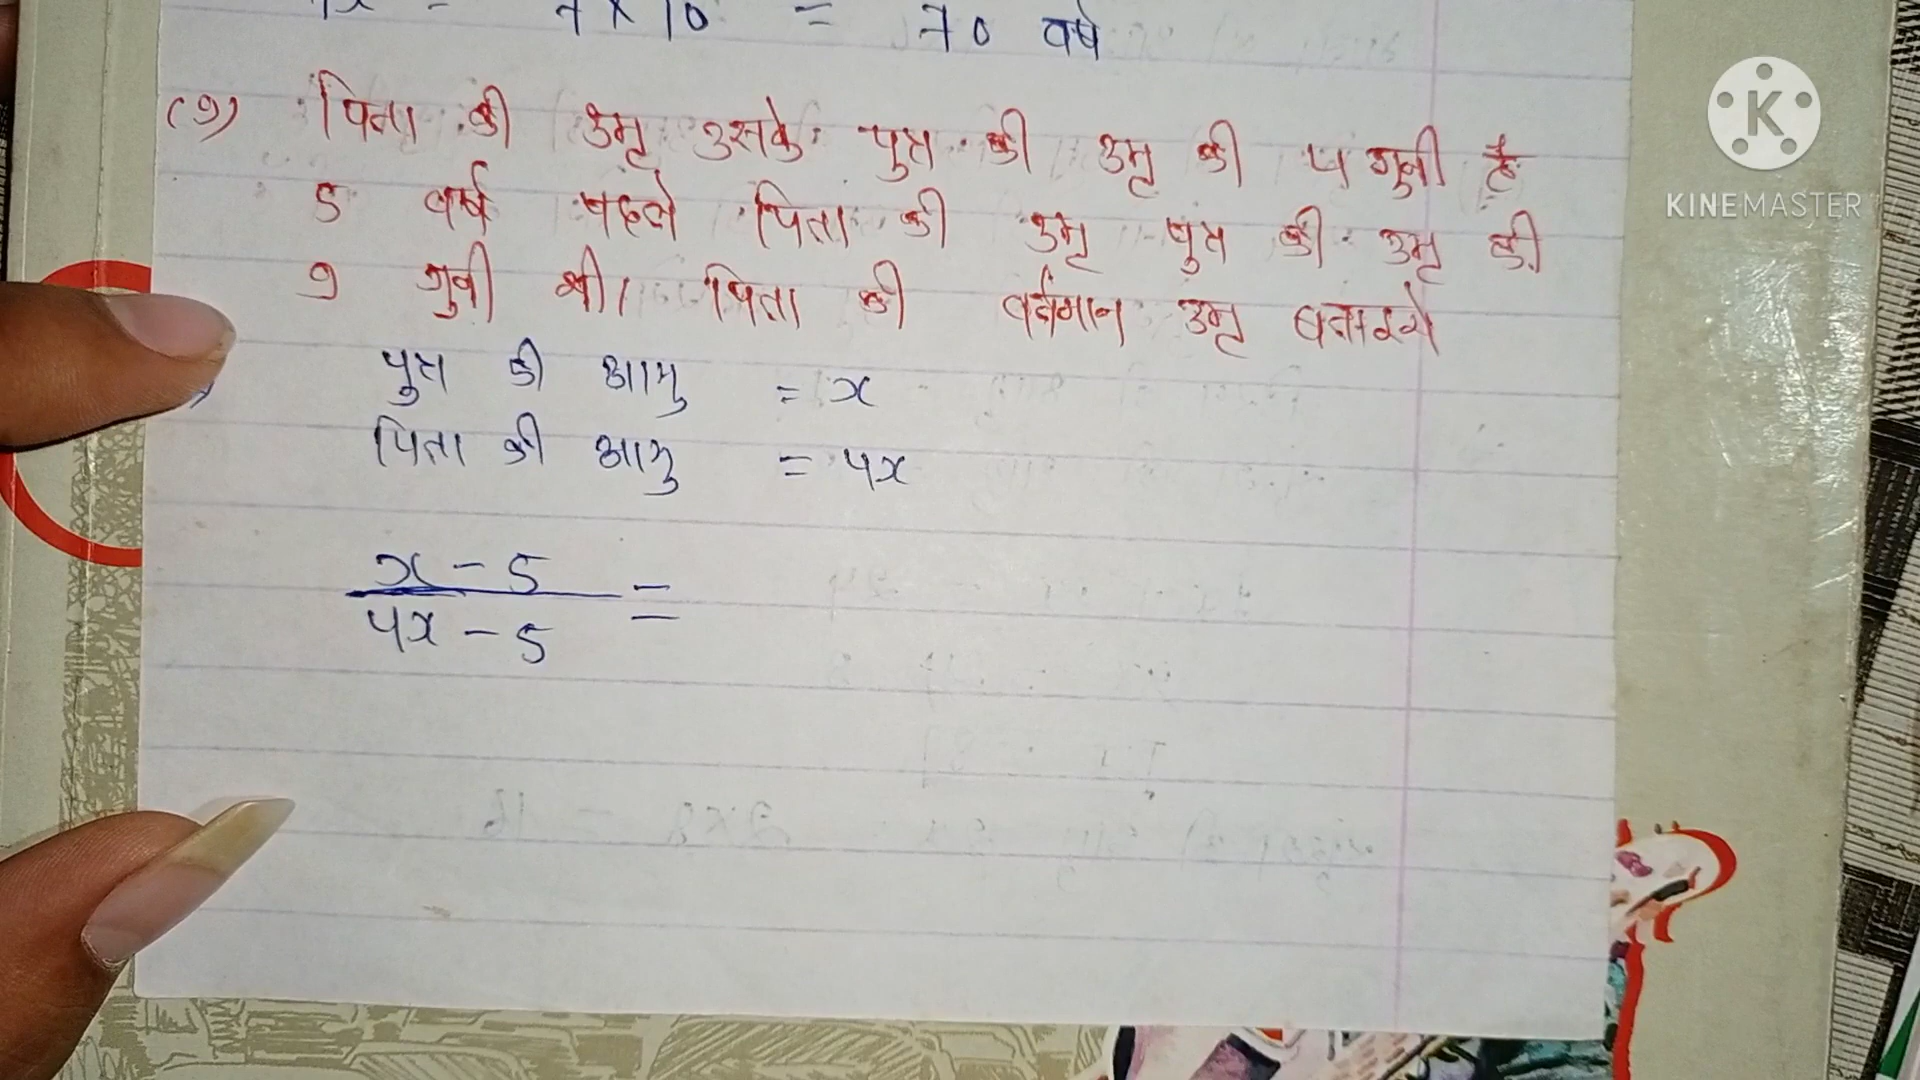 7 × 10 = 70 वर्ष
(9) पिता की उम्र उसके पुत्र की उम्र की 4 गुनी है
5 वर्ष पहले पिता की उम्र पुत्र की उम्र की
9 गुनी थी। पिता की वर्तमान उम्र बताइये
पुत्र की आयु = x
पिता की आयु = 4x
x - 5
4x - 5 =
K
KINEMASTER